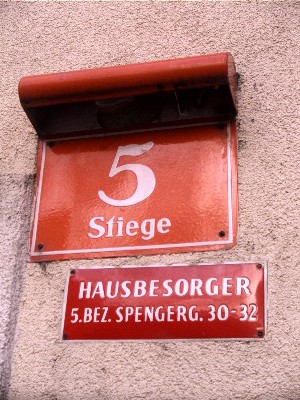 5
Stiege
HAUSBESORGER
5.BEZ. SPENGERG. 30-32